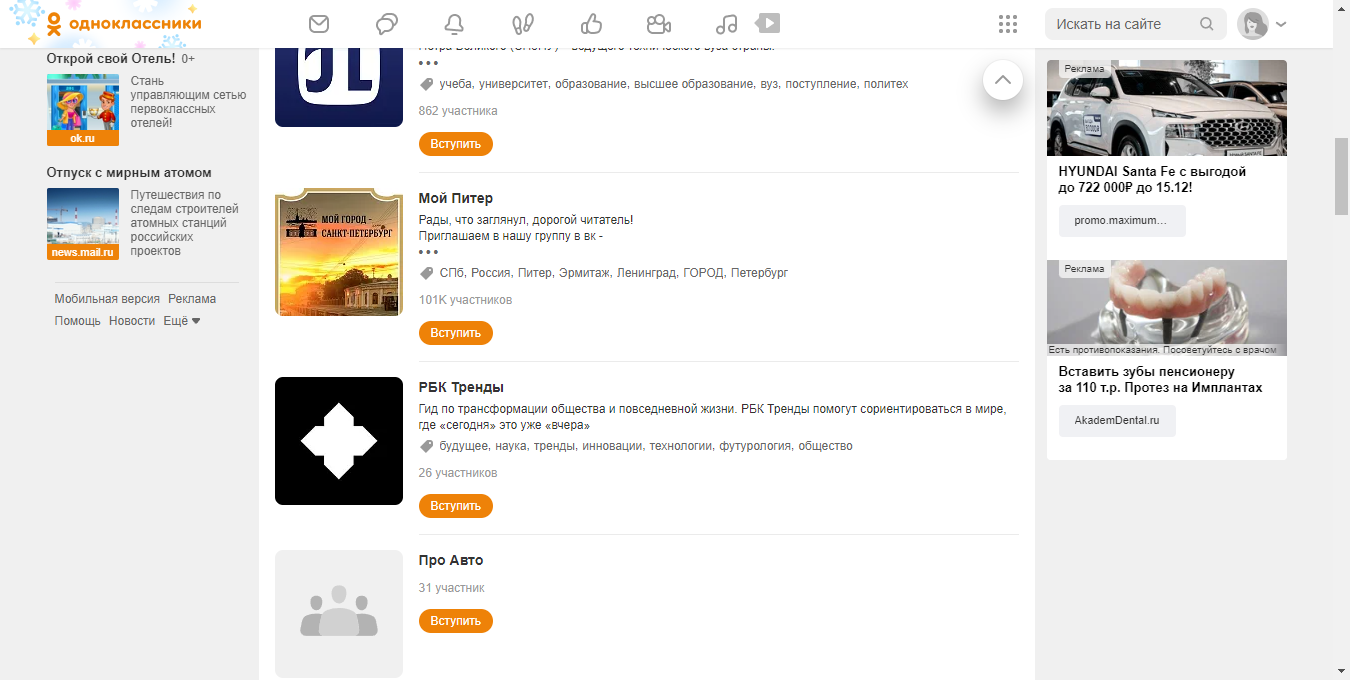 одноклассники
Искать на сайте
Открой свой Отель! 0+
Стань
управляющим сетью
первоклассных
отелей!
ok.ru
Отпуск с мирным атомом
Путешествия по
следам строителей
атомных станций
российских
проектов
news.mail.ru
Мобильная версия Реклама
Помощь Новости Ещё
учеба, университет, образование, высшее образование, вуз, поступление, политех
862 участника
Вступить
МОЙ ГОРОД -
САНКТ-ПЕТЕРБУРГ
Мой Питер
Рады, что заглянул, дорогой читатель!
Приглашаем в нашу группу в вк -
СПб, Россия, Питер, Эрмитаж, Ленинград, ГОРОД, Петербург
101K участников
Вступить
РБК Тренды
Гид по трансформации общества и повседневной жизни. РБК Тренды помогут сориентироваться в мире,
где «сегодня» это уже «вчера»
будущее, наука, тренды, инновации, технологии, футурология, общество
26 участников
Вступить
Про Авто
31 участник
Вступить
Реклама
HYUNDAI Santa Fe с выгодой
до 722 000₽ до 15.12!
promo.maximum...
Реклама
Есть противопоказания. Посоветуйтесь с врачом
Вставить зубы пенсионеру
за 110 т.р. Протез на Имплантах
AkademDental.ru